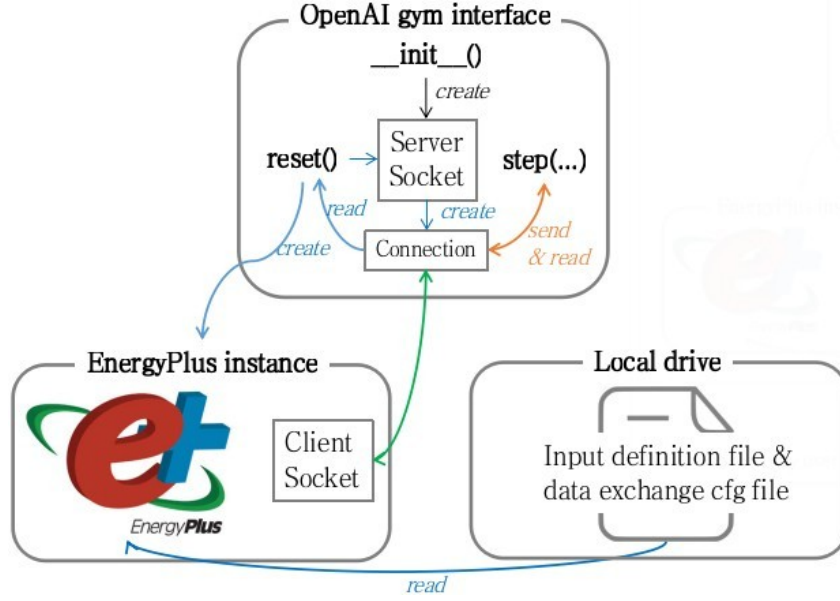 OpenAI gym interface
__init__()
create
Server
Socket
reset()
step(...)
read
create
create
send
& read
Connection
EnergyPlus instance
Local drive
e+
Client
Socket
EnergyPlus
Input definition file &
data exchange cfg file
read